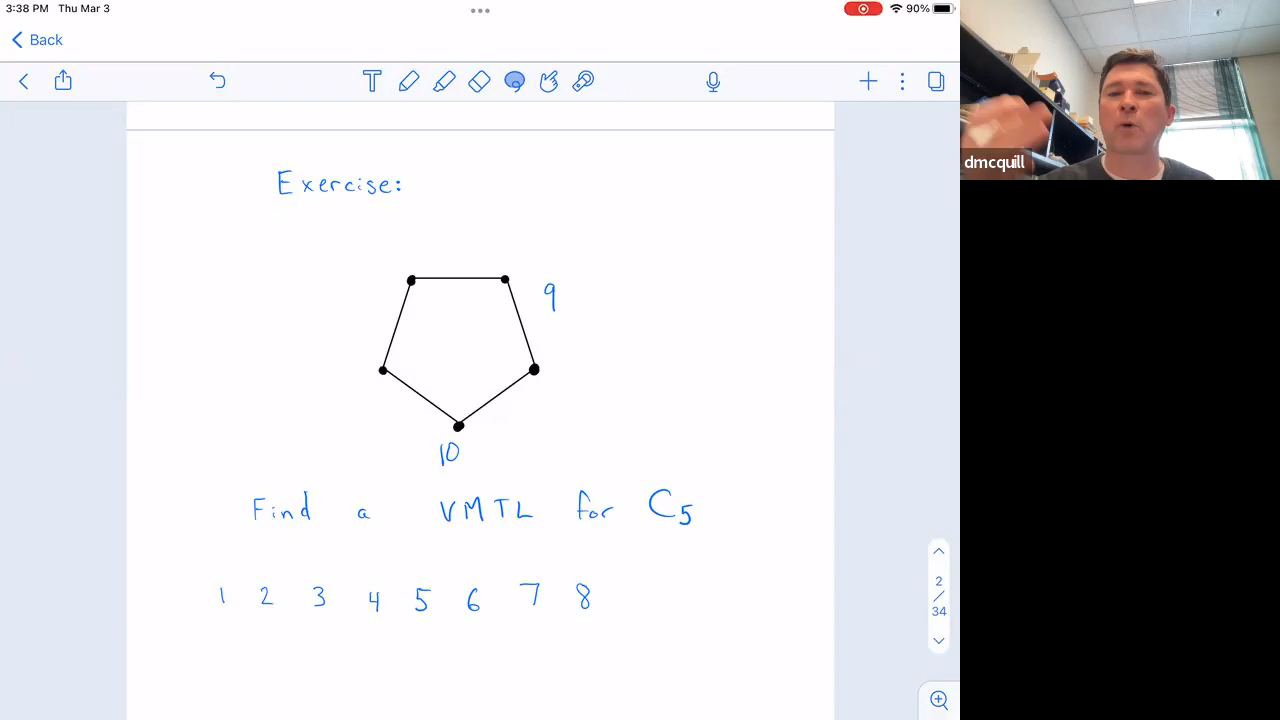 3:38 PM Thu Mar 3
90%
Back
T
dmcquill
Exercise:
9
10
Find a VMTL for C5
1 2 3 4 5 6 7 8
2
/
34